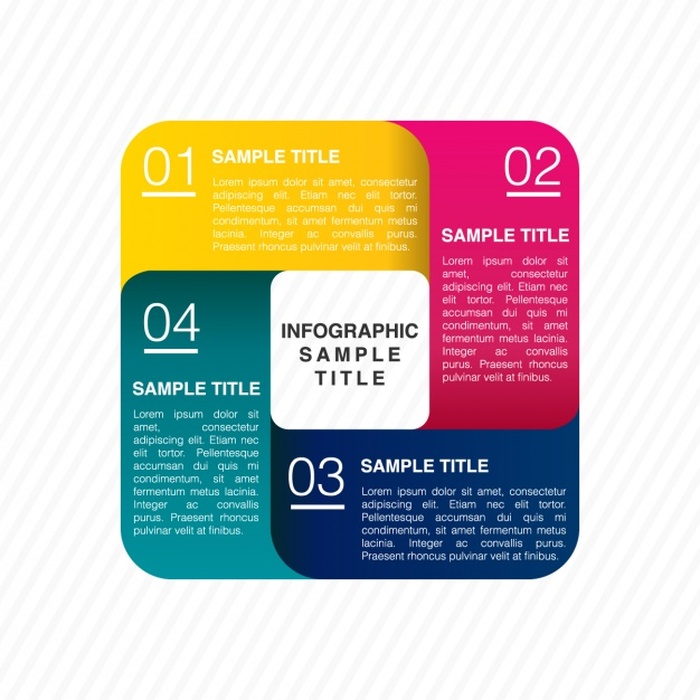 01
SAMPLE TITLE
Lorem ipsum dolor sit amet, consectetur
adipiscing elit. Etiam nec elit tortor.
Pellentesque accumsan dui quis mi
condimentum, sit amet fermentum metus
lacinia. Integer ac convallis purus.
Praesent rhoncus pulvinar velit at finibus.
02
SAMPLE TITLE
Lorem ipsum dolor sit
amet, consectetur
adipiscing elit. Etiam nec
elit tortor. Pellentesque
accumsan dui quis mi
condimentum, sit amet
fermentum metus lacinia.
Integer ac convallis
purus. Praesent rhoncus
pulvinar velit at finibus.
INFOGRAPHIC
SAMPLE
TITLE
03
SAMPLE TITLE
Lorem ipsum dolor sit amet, consectetur
adipiscing elit. Etiam nec elit tortor.
Pellentesque accumsan dui quis mi
condimentum, sit amet fermentum metus
lacinia. Integer ac convallis purus.
Praesent rhoncus pulvinar velit at finibus.
04
SAMPLE TITLE
Lorem ipsum dolor sit
amet, consectetur
adipiscing elit. Etiam nec
elit tortor. Pellentesque
accumsan dui quis mi
condimentum, sit amet
fermentum metus lacinia.
Integer ac convallis
purus. Praesent rhoncus
pulvinar velit at finibus.